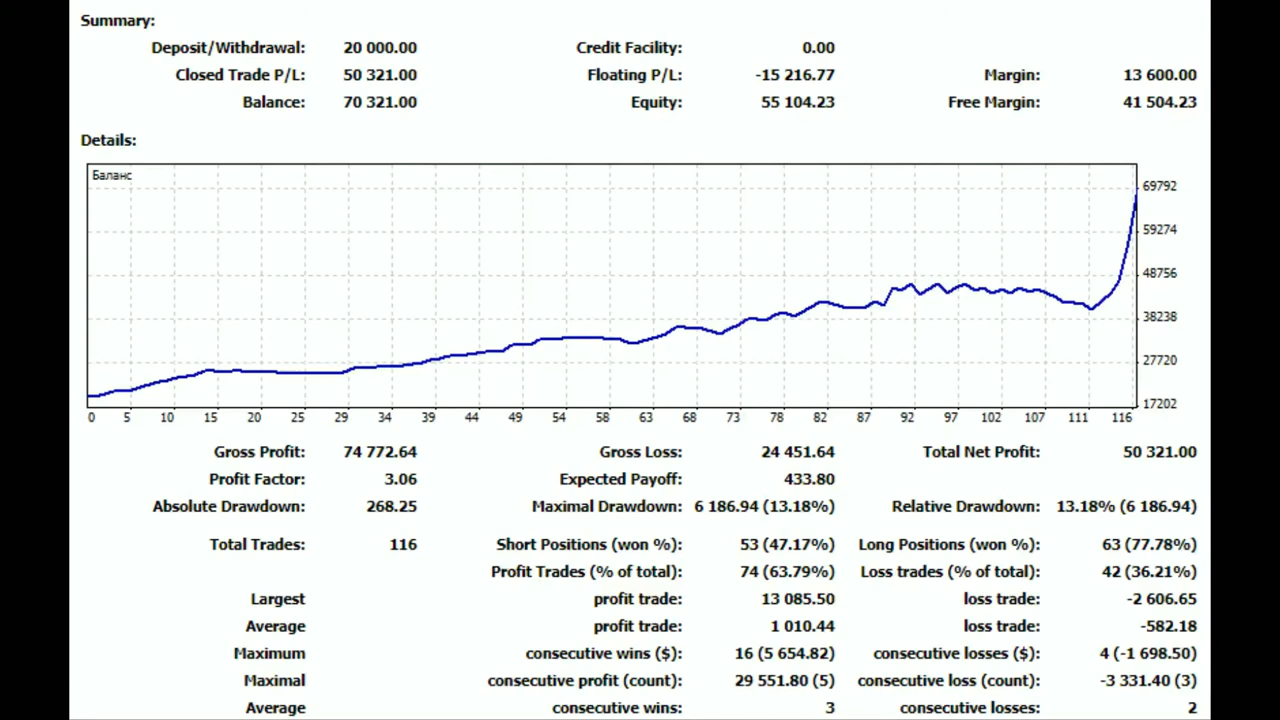 Summary:
Deposit/Withdrawal: 20 000.00 Credit Facility: 0.00
Closed Trade P/L: 50 321.00 Floating P/L: -15 216.77 Margin: 13 600.00
Balance: 70 321.00 Equity: 55 104.23 Free Margin: 41 504.23
Details:
Баланс
69792
59274
48756
38238
27720
17202
0 5 10 15 20 25 29 34 39 44 49 54 58 63 68 73 78 82 87 92 97 102 107 111 116
Gross Profit: 74 772.64 Gross Loss: 24 451.64 Total Net Profit: 50 321.00
Profit Factor: 3.06 Expected Payoff: 433.80
Absolute Drawdown: 268.25 Maximal Drawdown: 6 186.94 (13.18%) Relative Drawdown: 13.18% (6 186.94)
Total Trades: 116 Short Positions (won %): 53 (47.17%) Long Positions (won %): 63 (77.78%)
Profit Trades (% of total): 74 (63.79%) Loss trades (% of total): 42 (36.21%)
Largest profit trade: 13 085.50 loss trade: -2 606.65
Average profit trade: 1 010.44 loss trade: -582.18
Maximum consecutive wins ($): 16 (5 654.82) consecutive losses ($): 4 (-1 698.50)
Maximal consecutive profit (count): 29 551.80 (5) consecutive loss (count): -3 331.40 (3)
Average consecutive wins: 3 consecutive losses: 2